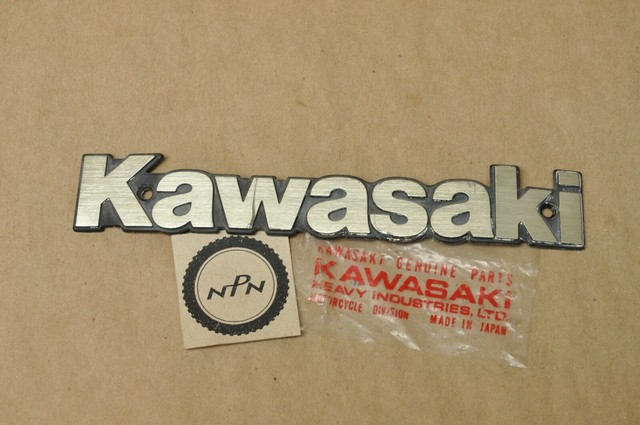 Kawasaki
NPN
KAWASAKI GENUINE PARTS
KAWASAKI
HEAVY INDUSTRIES, LTD.
MOTORCYCLE DIVISION MADE IN JAPAN